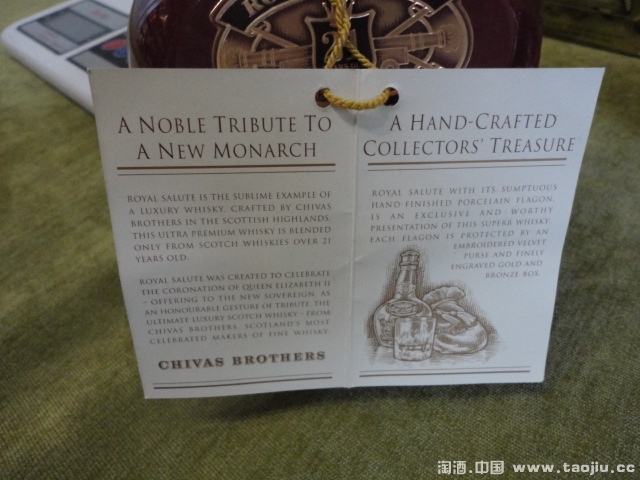 21
A NOBLE TRIBUTE TO
A NEW MONARCH
ROYAL SALUTE IS THE SUBLIME EXAMPLE OF
A LUXURY WHISKY, CRAFTED BY CHIVAS
BROTHERS IN THE SCOTTISH HIGHLANDS.
THIS ULTRA PREMIUM WHISKY IS BLENDED
ONLY FROM SCOTCH WHISKIES OVER 21
YEARS OLD.
ROYAL SALUTE WAS CREATED TO CELEBRATE
THE CORONATION OF QUEEN ELIZABETH II
– OFFERING TO THE NEW SOVEREIGN, AS
AN HONOURABLE GESTURE OF TRIBUTE, THE
ULTIMATE LUXURY SCOTCH WHISKY – FROM
CHIVAS BROTHERS, SCOTLAND'S MOST
CELEBRATED MAKERS OF FINE WHISKY.
CHIVAS BROTHERS
A HAND-CRAFTED
COLLECTORS' TREASURE
ROYAL SALUTE WITH ITS SUMPTUOUS
HAND-FINISHED PORCELAIN FLAGON,
IS AN EXCLUSIVE AND WORTHY
PRESENTATION OF THIS SUPERB WHISKY.
EACH FLAGON IS PROTECTED BY AN
EMBROIDERED VELVET
PURSE AND FINELY
ENGRAVED GOLD AND
BRONZE BOX.
淘酒.中国 www.taojiu.cc